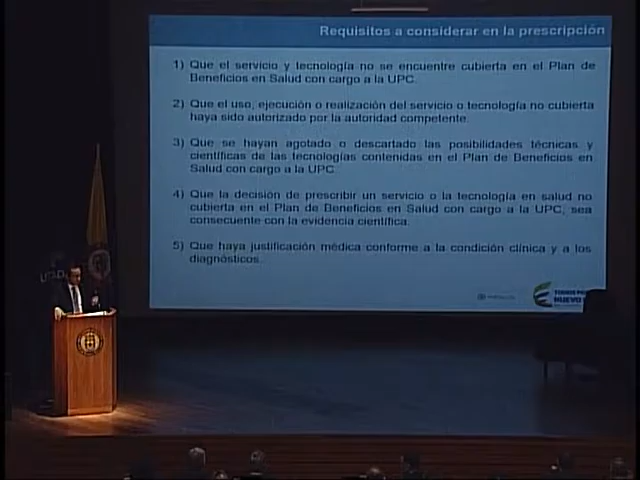 Requisitos a considerar en la prescripción
1) Que el servicio y tecnología no se encuentre cubierta en el Plan de
Beneficios en Salud con cargo a la UPC.
2) Que el uso, ejecución o realización del servicio o tecnología no cubierta
haya sido autorizado por la autoridad competente.
3) Que se hayan agotado o descartado las posibilidades técnicas y
científicas de las tecnologías contenidas en el Plan de Beneficios en
Salud con cargo a la UPC.
4) Que la decisión de prescribir un servicio o la tecnología en salud no
cubierta en el Plan de Beneficios en Salud con cargo a la UPC, sea
consecuente con la evidencia científica.
5) Que haya justificación médica conforme a la condición clínica y a los
diagnósticos.
NUEVO